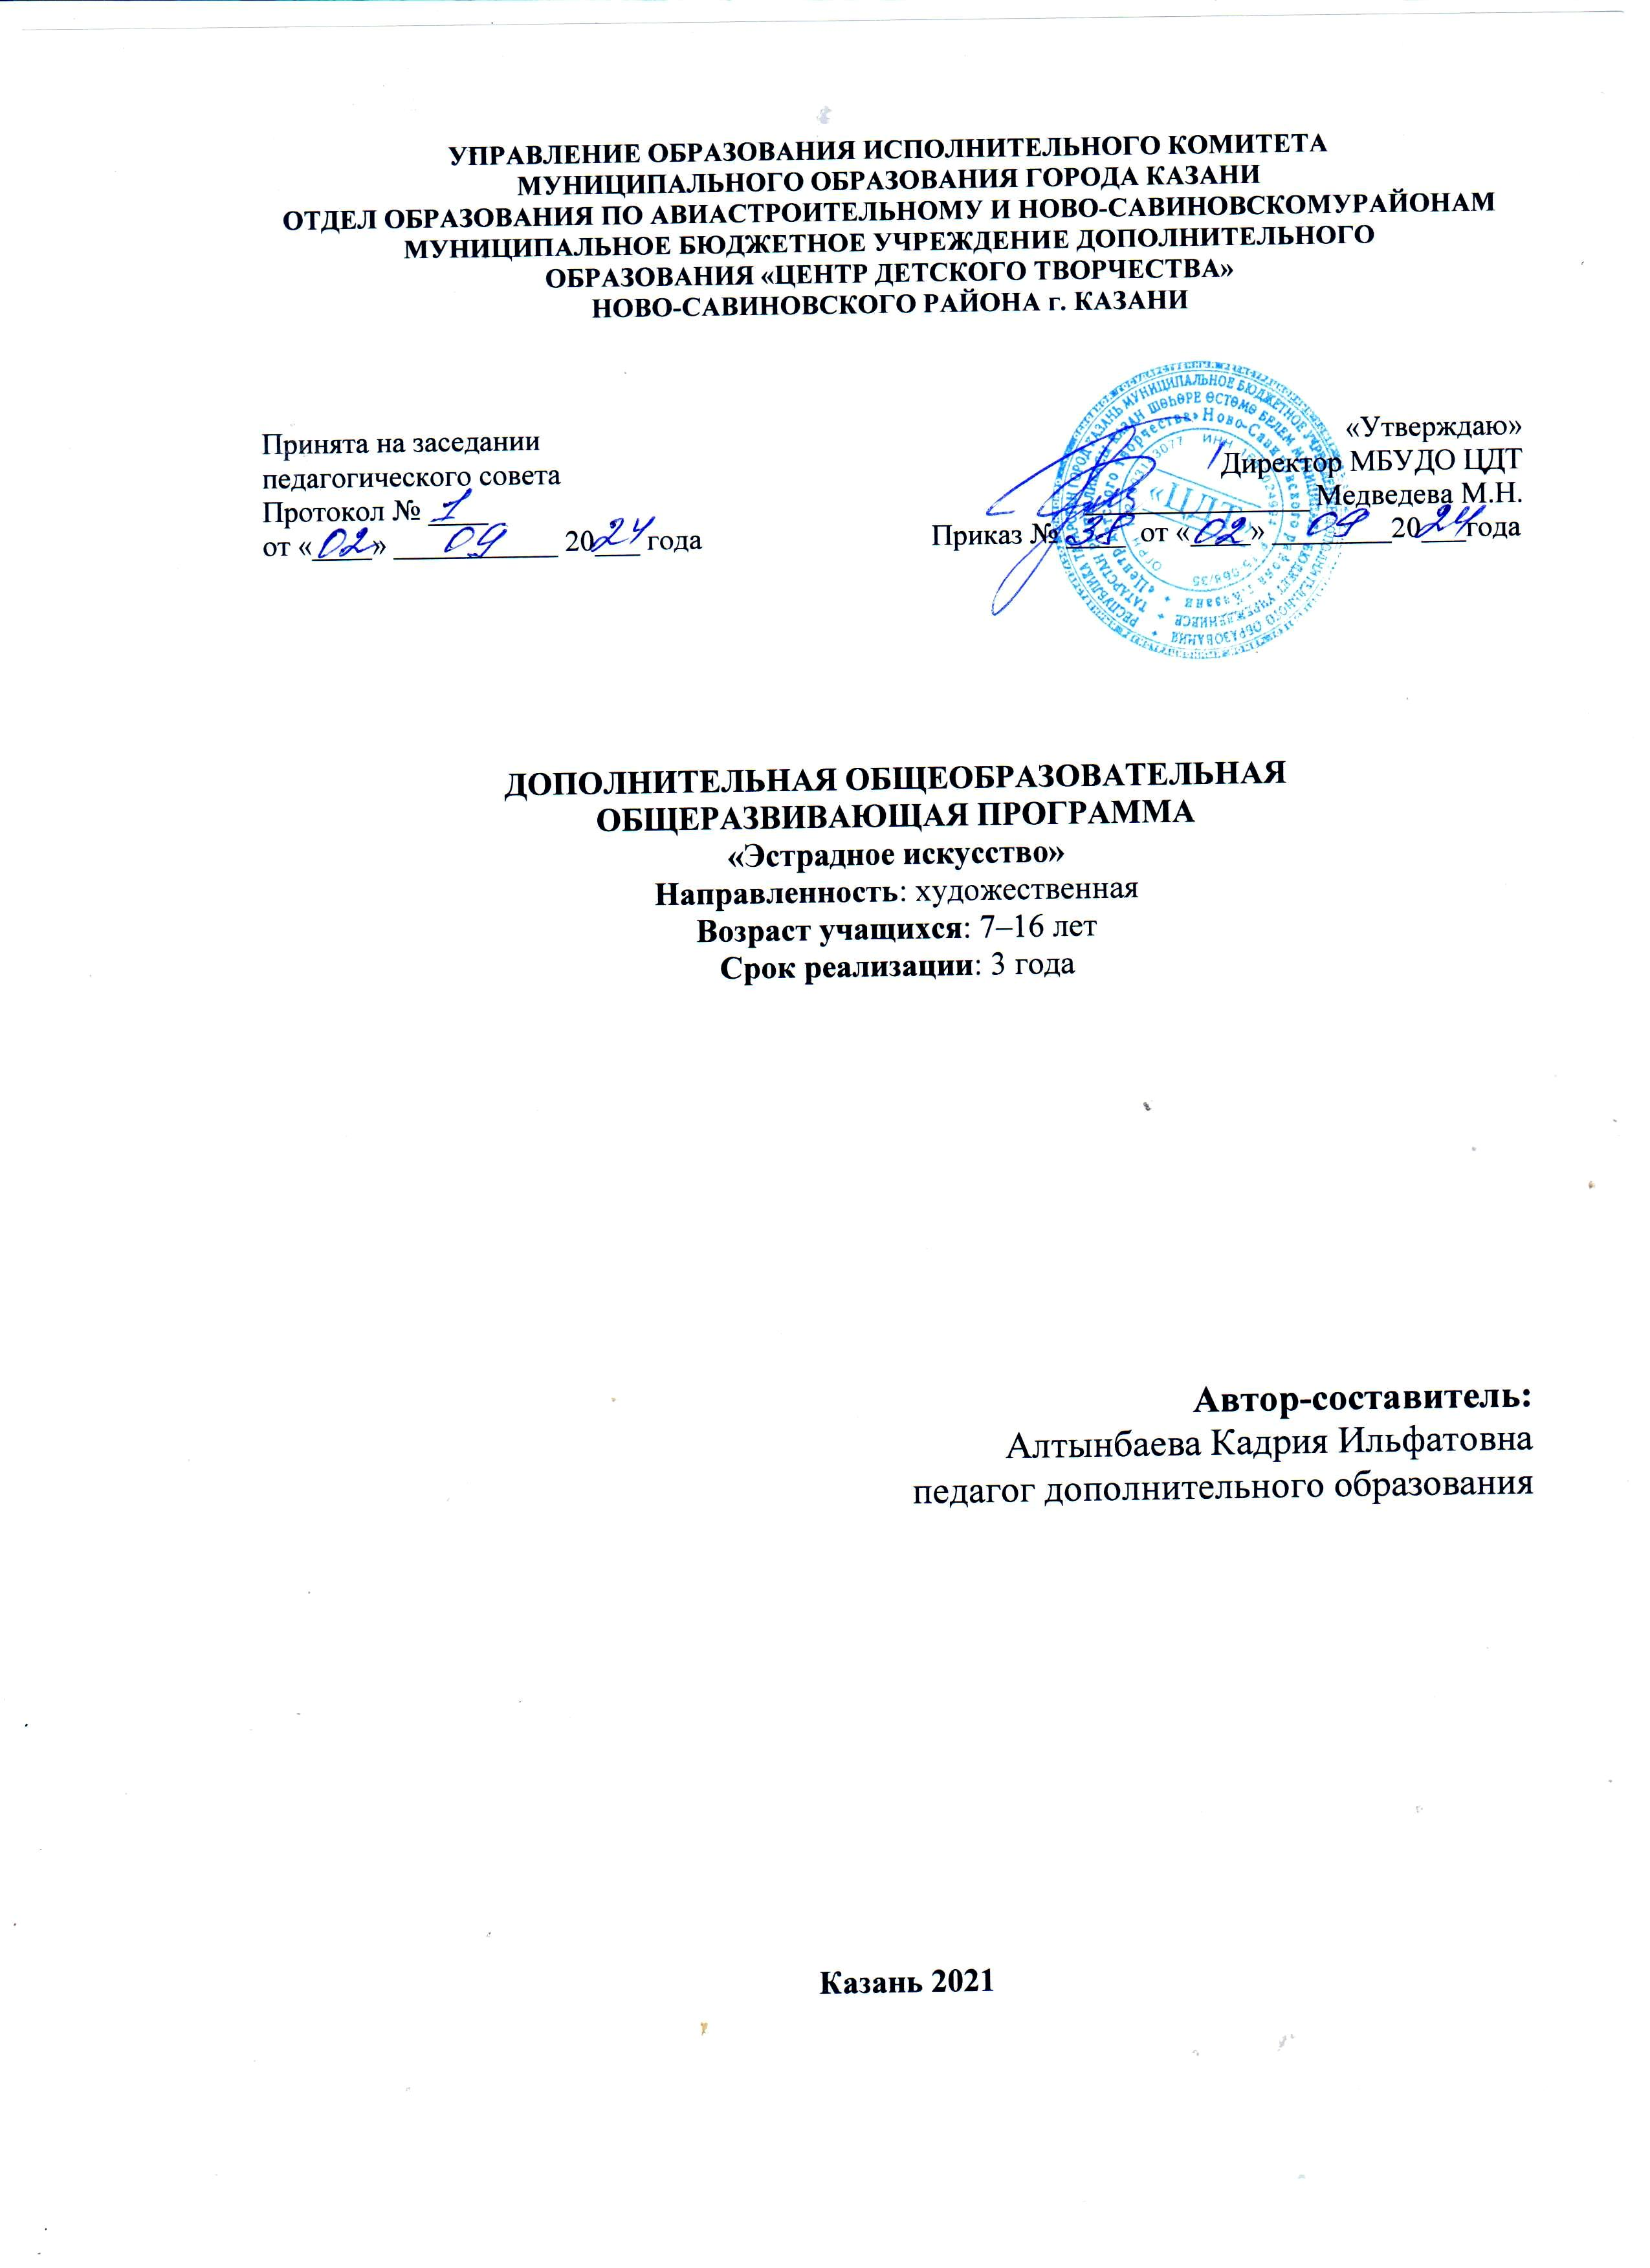 УПРАВЛЕНИЕ ОБРАЗОВАНИЯ ИСПОЛНИТЕЛЬНОГО КОМИТЕТА
МУНИЦИПАЛЬНОГО ОБРАЗОВАНИЯ ГОРОДА КАЗАНИ
ОТДЕЛ ОБРАЗОВАНИЯ ПО АВИАСТРОИТЕЛЬНОМУ И НОВО-САВИНОВСКОМУРАЙОНАМ
МУНИЦИПАЛЬНОЕ БЮДЖЕТНОЕ УЧРЕЖДЕНИЕ ДОПОЛНИТЕЛЬНОГО
ОБРАЗОВАНИЯ «ЦЕНТР ДЕТСКОГО ТВОРЧЕСТВА»
НОВО-САВИНОВСКОГО РАЙОНА г. КАЗАНИ
Принята на заседании
педагогического совета
Протокол № 1
от «02» 09 2024 года
«Утверждаю»
Директор МБУДО ЦДТ
Медведева М.Н.
Приказ № от «02» 09 2024 года
«ЦДТ»
ДОПОЛНИТЕЛЬНАЯ ОБЩЕОБРАЗОВАТЕЛЬНАЯ
ОБЩЕРАЗВИВАЮЩАЯ ПРОГРАММА
«Эстрадное искусство»
Направленность: художественная
Возраст учащихся: 7–16 лет
Срок реализации: 3 года
Автор-составитель:
Алтынбаева Кадрия Ильфатовна
педагог дополнительного образования
Казань 2021